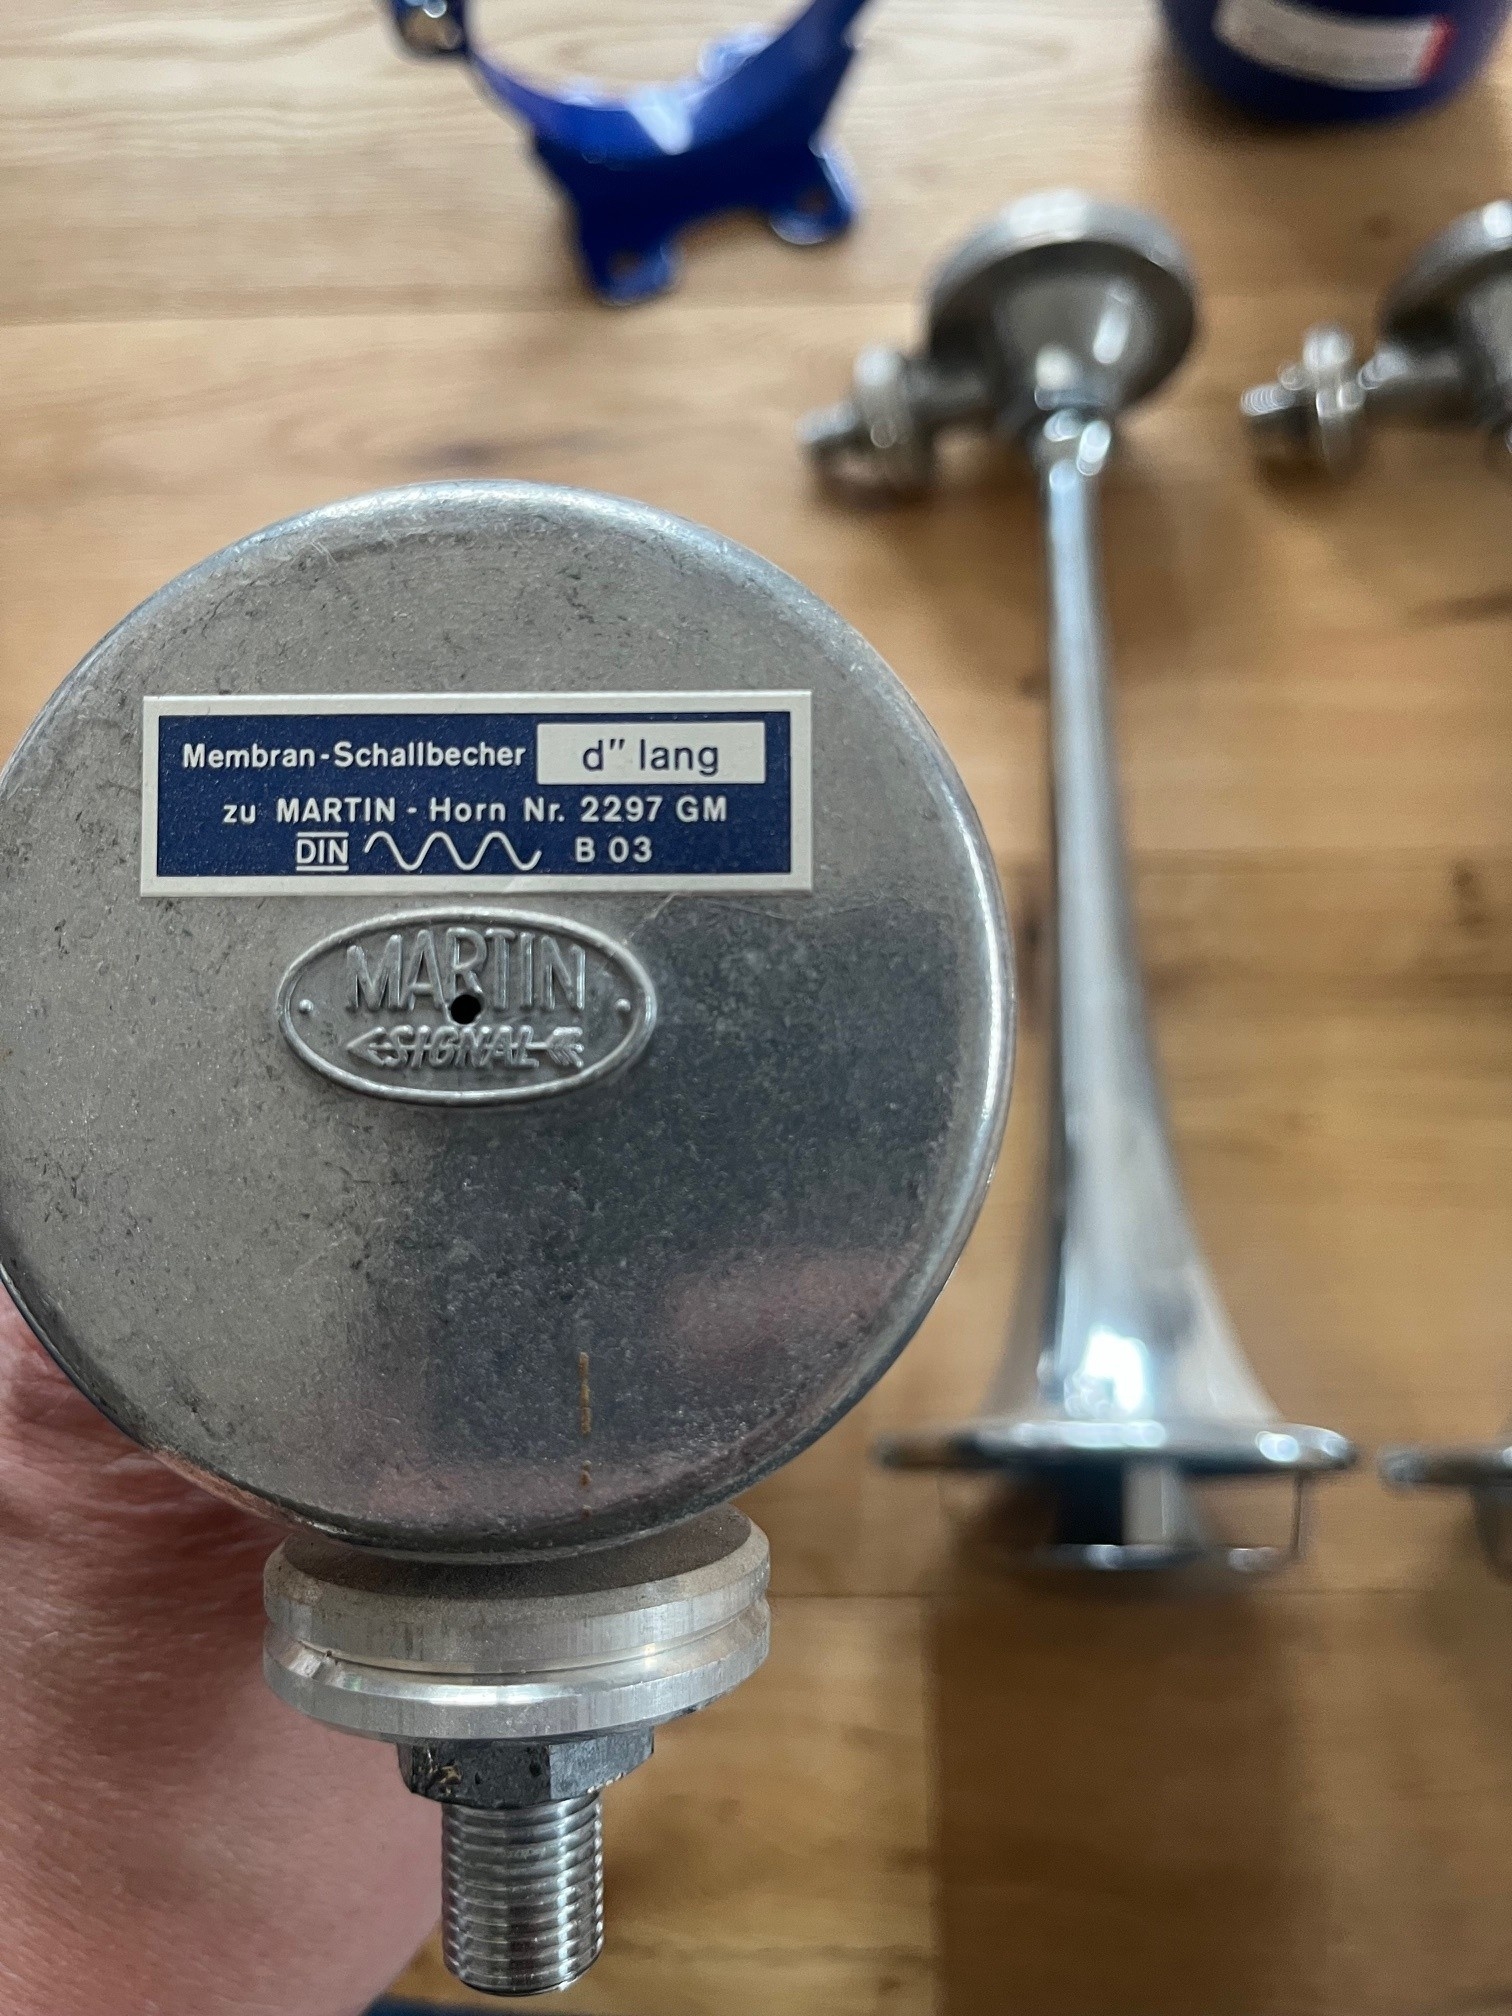 Membran-Schallbecher d" lang
zu MARTIN - Horn Nr. 2297 GM
DIN B 03
MARTIN
SIGNAL